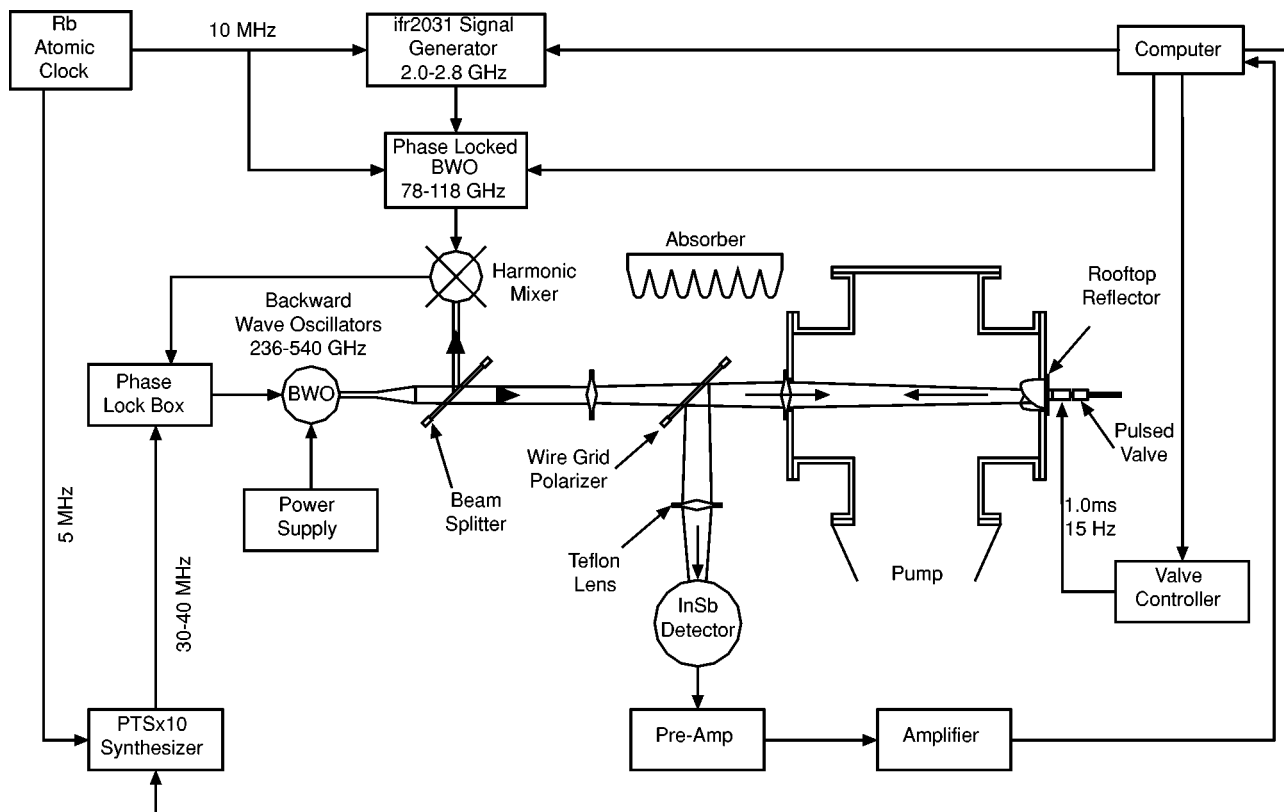 Rb
Atomic
Clock
10 MHz
ifr2031 Signal
Generator
2.0-2.8 GHz
Computer
Phase Locked
BWO
78-118 GHz
Harmonic
Mixer
Absorber
Rooftop
Reflector
Backward
Wave Oscillators
236-540 GHz
Phase
Lock Box
BWO
Pulsed
Valve
Wire Grid
Polarizer
Beam
Splitter
Power
Supply
1.0ms
15 Hz
5 MHz
30-40 MHz
Teflon
Lens
Pump
Valve
Controller
InSb
Detector
PTSx10
Synthesizer
Pre-Amp
Amplifier